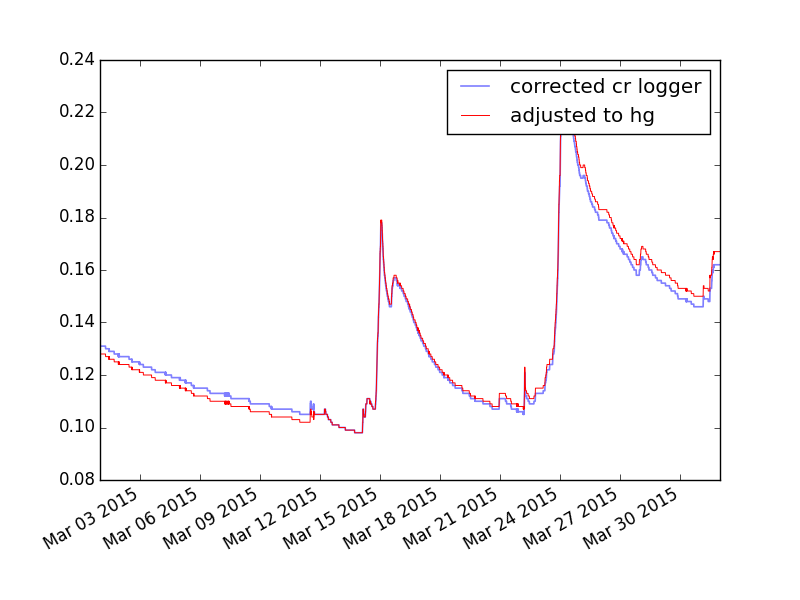 0.24
0.22
0.20
0.18
0.16
0.14
0.12
0.10
0.08
corrected cr logger
adjusted to hg
Mar 03 2015
Mar 06 2015
Mar 09 2015
Mar 12 2015
Mar 15 2015
Mar 18 2015
Mar 21 2015
Mar 24 2015
Mar 27 2015
Mar 30 2015